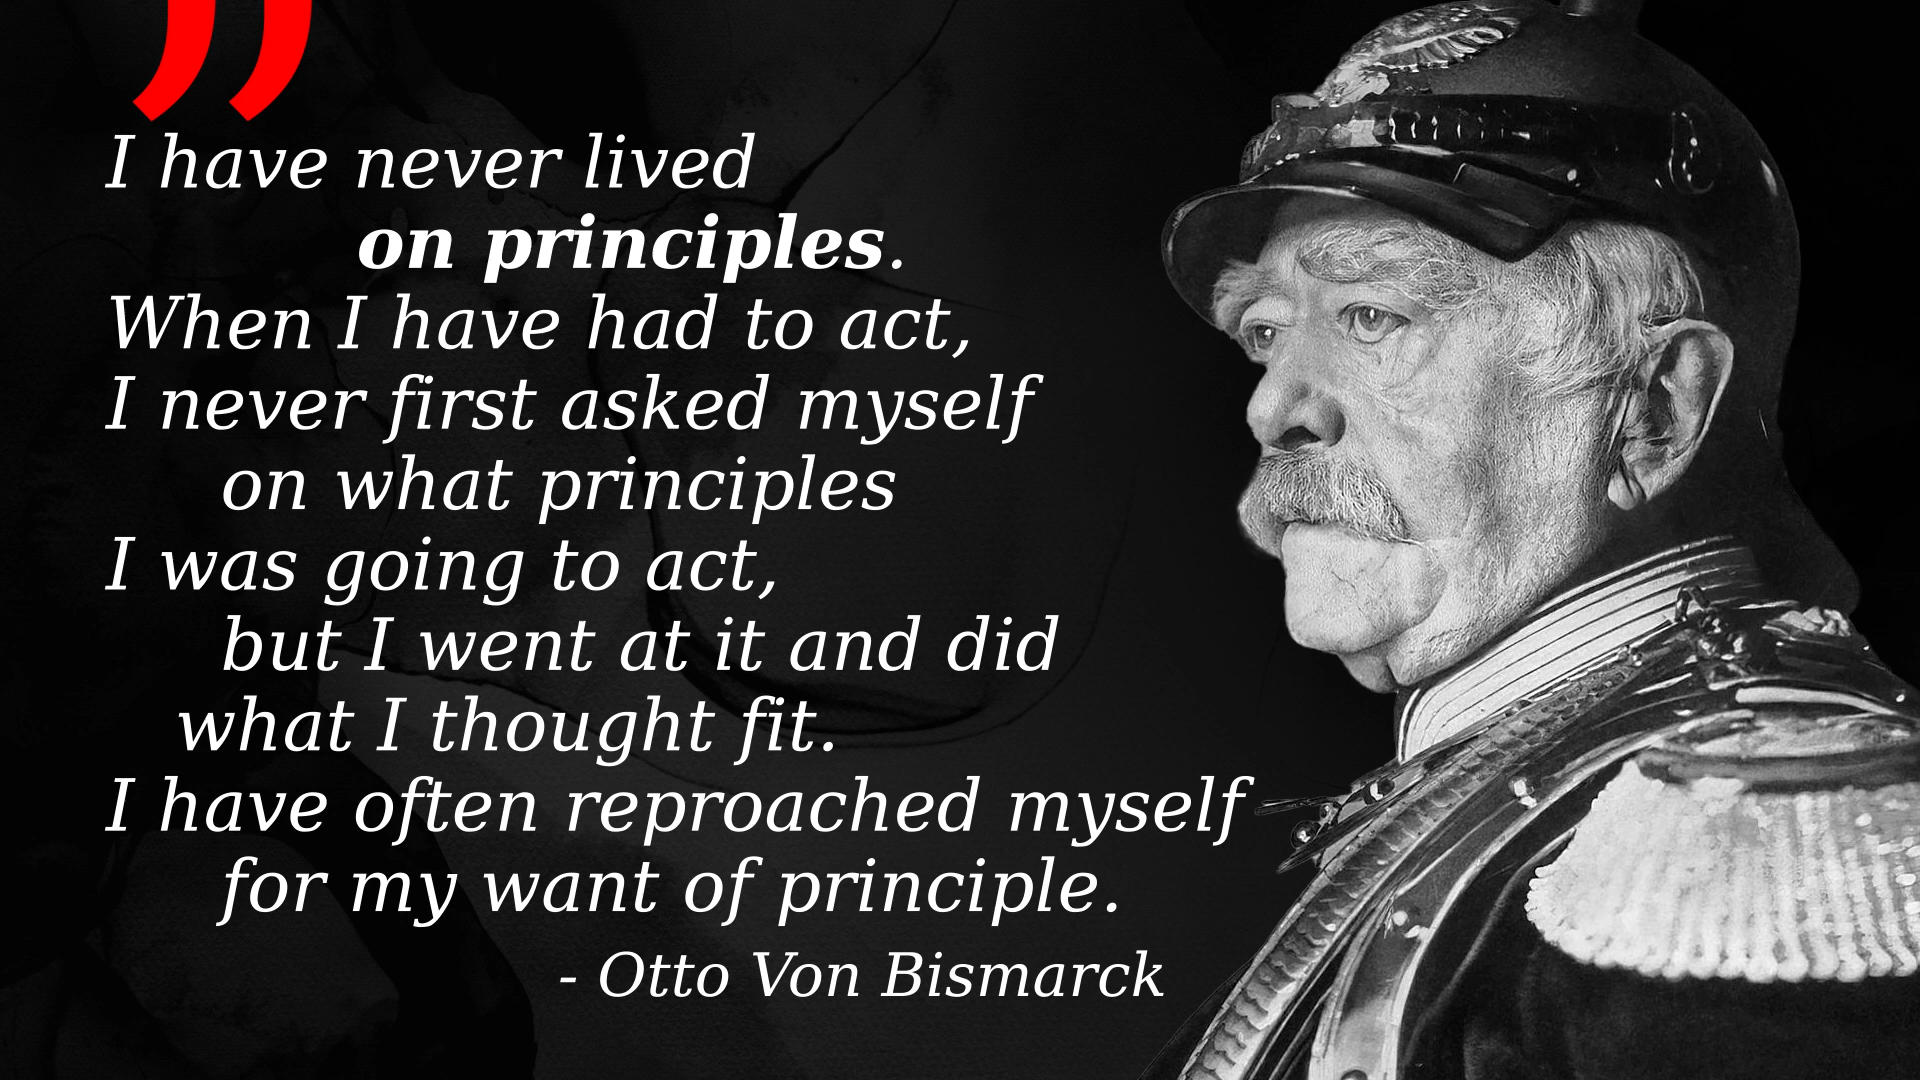 ”
I have never lived
on principles.
When I have had to act,
I never first asked myself
on what principles
I was going to act,
but I went at it and did
what I thought fit.
I have often reproached myself
for my want of principle.
- Otto Von Bismarck